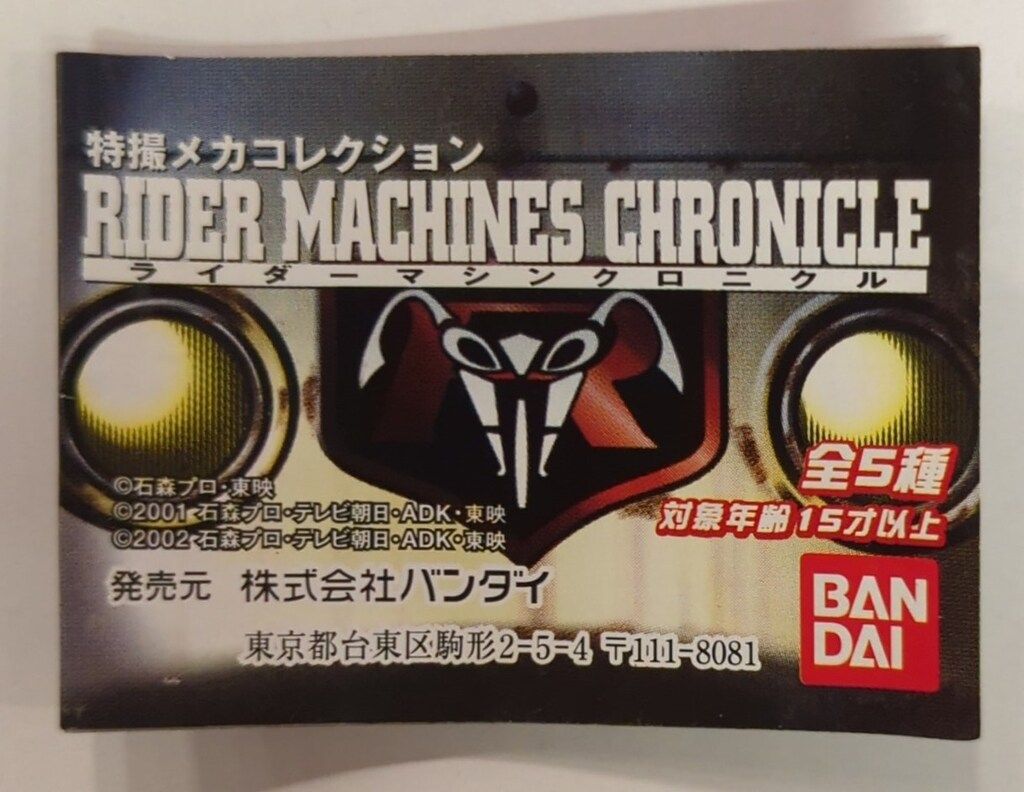 特撮メカコレクション
RIDER MACHINES CHRONICLE
ライダーマシンクロニクル
全5種
対象年齢15才以上
©石森プロ・東映
©2001 石森プロ・テレビ朝日・ADK・東映
©2002 石森プロ・テレビ朝日・ADK・東映
発売元 株式会社バンダイ
東京都台東区駒形2-5-4 〒111-8081
BAN
DAI